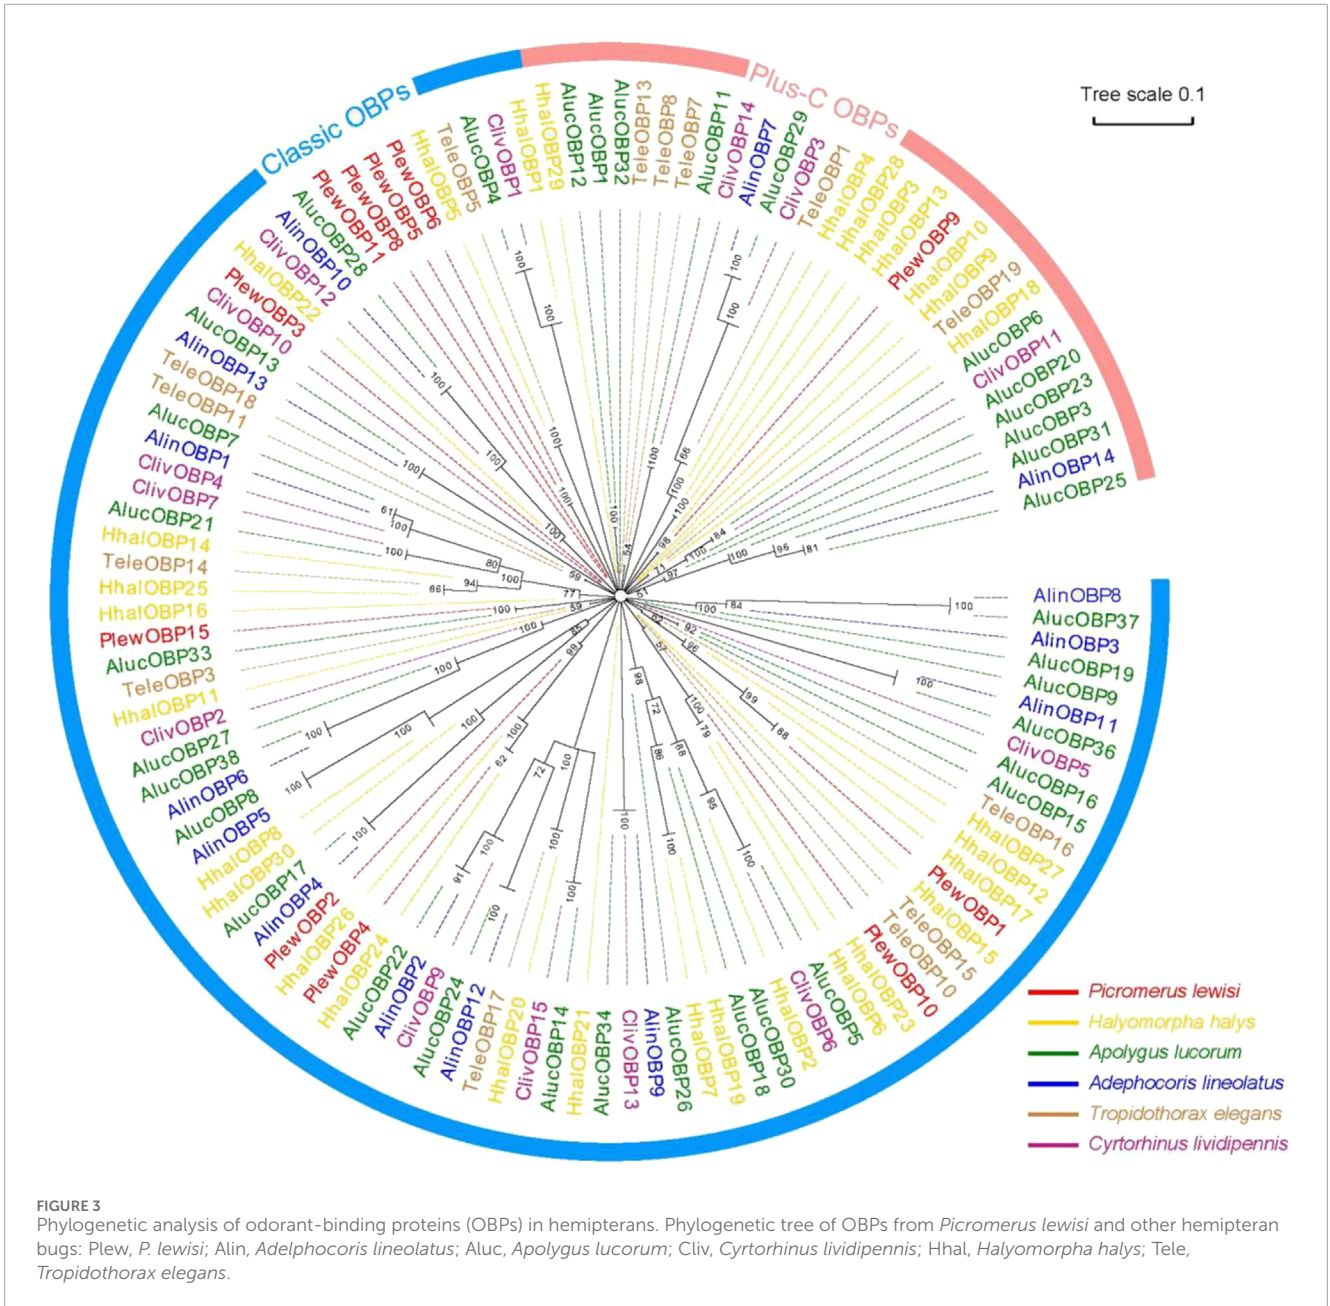 Classic OBPs
Plus-C OBPs
Tree scale 0.1
HhalOBP1
HhalOBP29
AlucOBP12
AlucOBP1
AlucOBP32
TeleOBP13
TeleOBP8
TeleOBP7
AlucOBP11
ClivOBP14
AlinOBP7
AlucOBP29
ClivOBP3
TeleOBP1
HhalOBP4
HhalOBP28
HhalOBP3
HhalOBP13
PlewOBP9
HhalOBP10
HhalOBP9
TeleOBP19
HhalOBP18
AlucOBP6
ClivOBP11
AlucOBP20
AlucOBP23
AlucOBP3
AlucOBP31
AlinOBP14
AlucOBP25
AlinOBP8
AlucOBP37
AlinOBP3
AlucOBP19
AlucOBP9
AlinOBP11
AlucOBP36
ClivOBP5
AlucOBP16
AlucOBP15
TeleOBP16
HhalOBP27
HhalOBP12
HhalOBP17
PlewOBP1
HhalOBP15
TeleOBP15
TeleOBP10
PlewOBP10
HhalOBP23
HhalOBP6
AlucOBP5
ClivOBP6
HhalOBP2
AlucOBP30
AlucOBP18
HhalOBP19
HhalOBP7
AlucOBP26
AlinOBP9
ClivOBP13
AlucOBP34
HhalOBP21
AlucOBP14
ClivOBP15
HhalOBP20
TeleOBP17
AlinOBP12
AlucOBP24
ClivOBP9
AlinOBP2
AlucOBP22
HhalOBP24
PlewOBP4
HhalOBP26
PlewOBP2
AlinOBP4
AlucOBP17
HhalOBP30
HhalOBP8
AlinOBP5
AlucOBP8
AlinOBP6
AlucOBP38
AlucOBP27
ClivOBP2
HhalOBP11
TeleOBP3
AlucOBP33
PlewOBP15
HhalOBP16
HhalOBP25
TeleOBP14
HhalOBP14
AlucOBP21
ClivOBP7
ClivOBP4
AlinOBP1
AlucOBP7
TeleOBP11
TeleOBP18
AlinOBP13
AlucOBP13
ClivOBP10
PlewOBP3
HhalOBP22
ClivOBP12
AlinOBP10
AlucOBP28
PlewOBP11
PlewOBP8
PlewOBP5
PlewOBP6
HhalOBP5
TeleOBP5
AlucOBP4
ClivOBP1
Picromerus lewisi
Halyomorpha halys
Apolygus lucorum
Adephocoris lineolatus
Tropidothorax elegans
Cyrtorhinus lividipennis
FIGURE 3
Phylogenetic analysis of odorant-binding proteins (OBPs) in hemipterans. Phylogenetic tree of OBPs from Picromerus lewisi and other hemipteran
bugs: Plew, P. lewisi; Alin, Adelphocoris lineolatus; Aluc, Apolygus lucorum; Cliv, Cyrtorhinus lividipennis; Hhal, Halyomorpha halys; Tele,
Tropidothorax elegans.